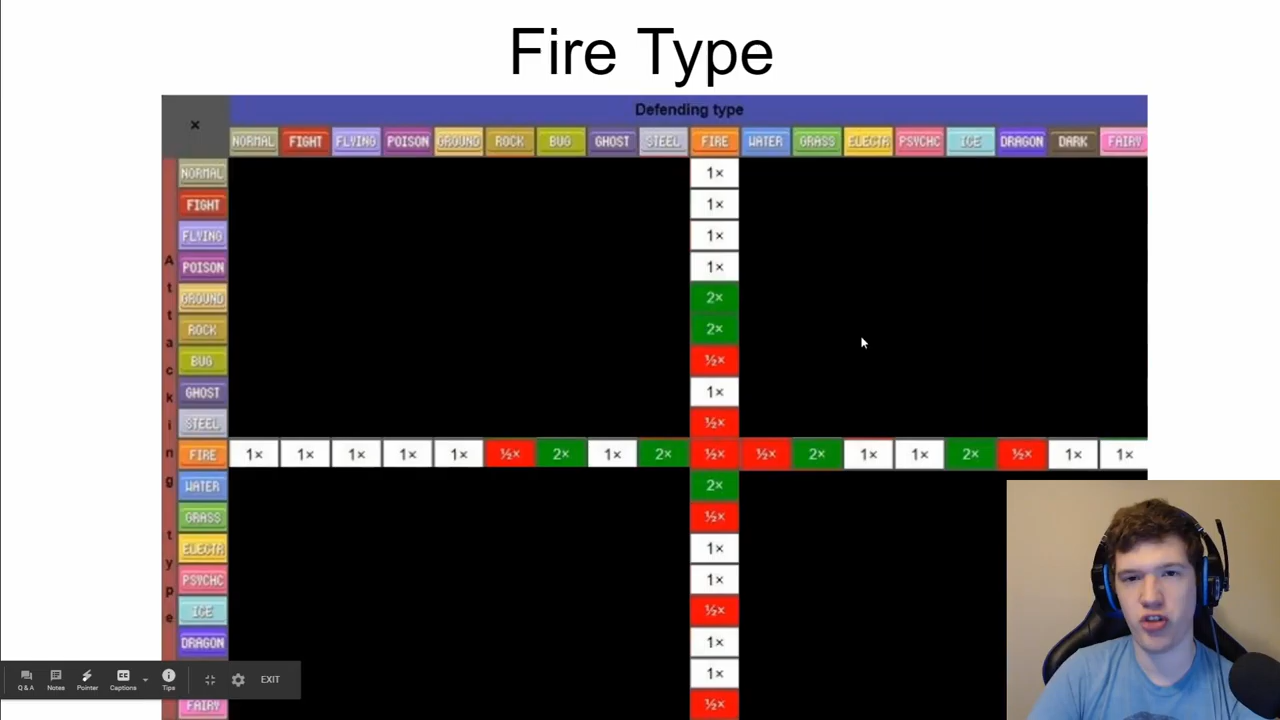 Fire Type
Defending type
×
NORMAL FIGHT FLYING POISON GROUND ROCK BUG GHOST STEEL FIRE WATER GRASS ELECTR PSYCHC ICE DRAGON DARK FAIRY
Attacking type
NORMAL 1×
FIGHT 1×
FLYING 1×
POISON 1×
GROUND 2×
ROCK 2×
BUG ½×
GHOST 1×
STEEL ½×
FIRE 1× 1× 1× 1× 1× ½× 2× 1× 2× ½× ½× 2× 1× 1× 2× ½× 1× 1×
WATER 2×
GRASS ½×
ELECTR 1×
PSYCHC 1×
ICE ½×
DRAGON 1×
1×
FAIRY ½×
Q & A Notes Pointer Captions Tips EXIT